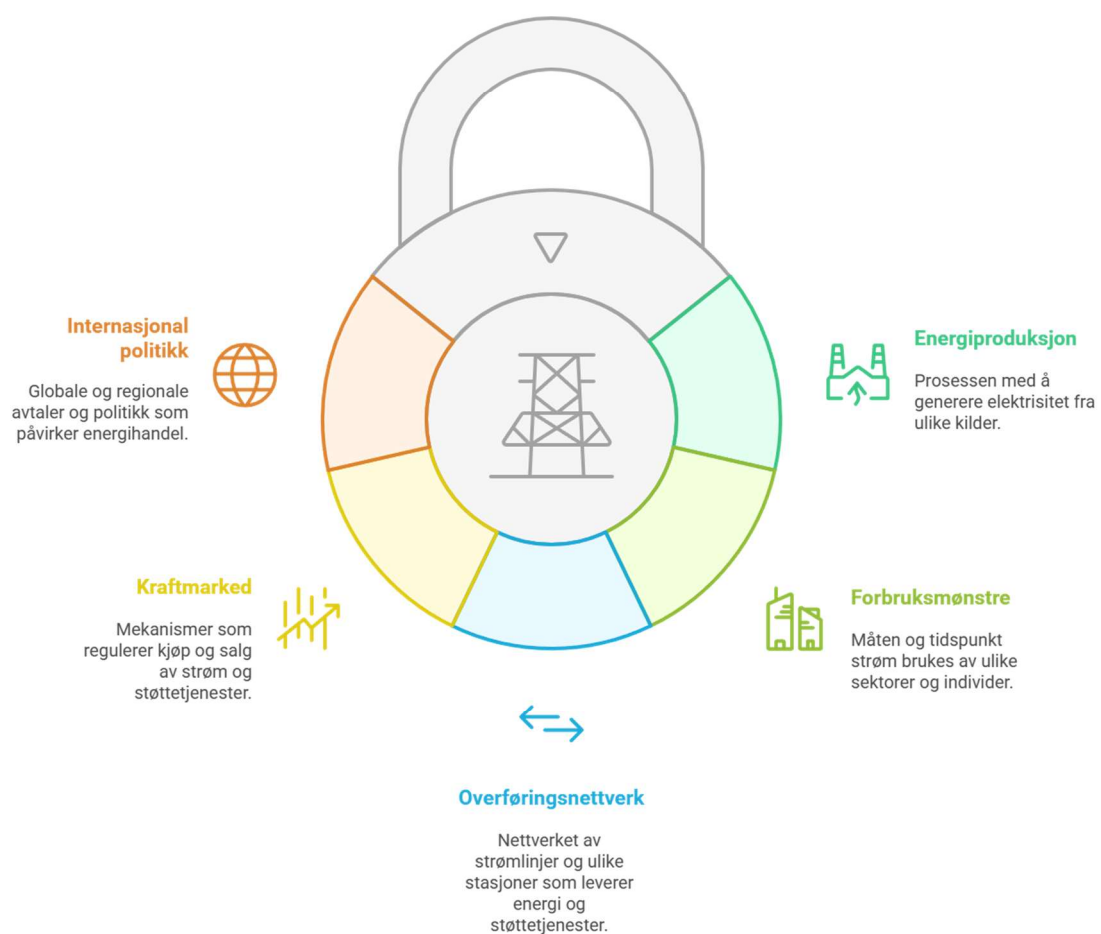 Internasjonal
politikk
Globale og regionale
avtaler og politikk som
påvirker energihandel.
Energiproduksjon
Prosessen med å
generere elektrisitet fra
ulike kilder.
Kraftmarked
Mekanismer som
regulerer kjøp og salg
av strøm og
støttetjenester.
Forbruksmønstre
Måten og tidspunkt
strøm brukes av ulike
sektorer og individer.
Overføringsnettverk
Nettverket av
strømlinjer og ulike
stasjoner som leverer
energi og
støttetjenester.